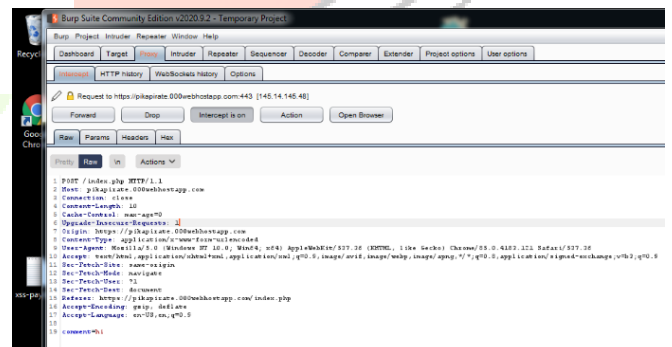 Burp Suite Community Edition v2020.9.2 - Temporary Project
Burp Project Intruder Repeater Window Help
Dashboard Target Proxy Intruder Repeater Sequencer Decoder Comparer Extender Project options User options
Intercept HTTP history WebSockets history Options
Request to https://pikapirate.000webhostapp.com:443 [145.14.145.48]
Forward Drop Intercept is on Action Open Browser
Raw Params Headers Hex
Pretty Raw \n Actions
1 POST /index.php HTTP/1.1
2 Host: pikapirate.000webhostapp.com
3 Connection: close
4 Content-Length: 10
5 Cache-Control: max-age=0
6 Upgrade-Insecure-Requests: 1
7 Origin: https://pikapirate.000webhostapp.com
8 Content-Type: application/x-www-form-urlencoded
9 User-Agent: Mozilla/5.0 (Windows NT 10.0; Win64; x64) AppleWebKit/537.36 (KHTML, like Gecko) Chrome/85.0.4183.121 Safari/537.36
10 Accept: text/html,application/xhtml+xml,application/xml;q=0.9,image/avif,image/webp,image/apng,*/*;q=0.8,application/signed-exchange;v=b3;q=0.9
11 Sec-Fetch-Site: same-origin
12 Sec-Fetch-Mode: navigate
13 Sec-Fetch-User: ?1
14 Sec-Fetch-Dest: document
15 Referer: https://pikapirate.000webhostapp.com/index.php
16 Accept-Encoding: gzip, deflate
17 Accept-Language: en-US,en;q=0.9
18
19 comment=hi
Recycl
Goo
Chro
xss-pay